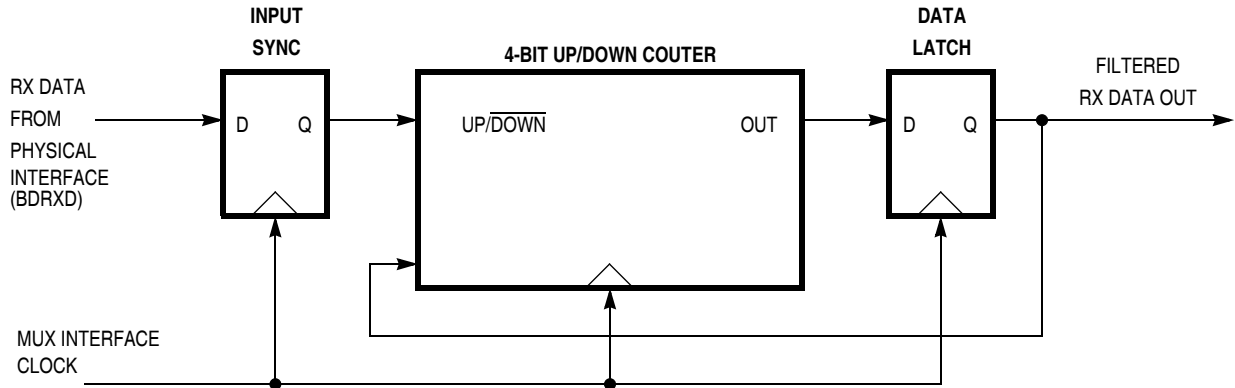 INPUT
SYNC
4-BIT UP/DOWN COUTER
DATA
LATCH
RX DATA
FROM
PHYSICAL
INTERFACE
(BDRXD)
D
Q
UP/DOWN
OUT
D
Q
FILTERED
RX DATA OUT
MUX INTERFACE
CLOCK